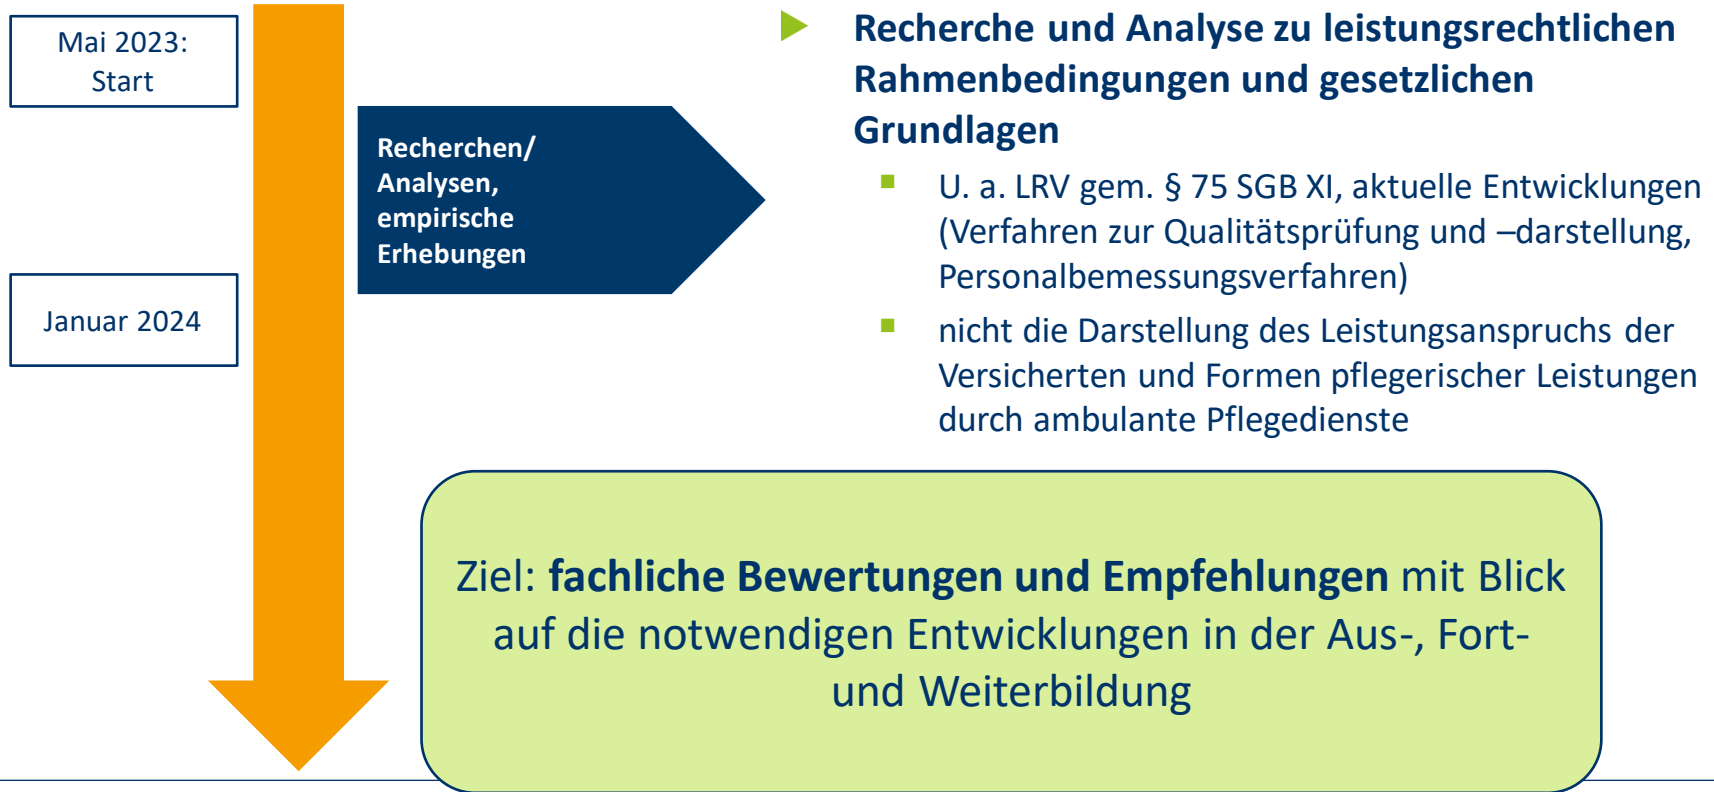 Mai 2023:
Start
Recherchen/
Analysen,
empirische
Erhebungen
Januar 2024
Recherche und Analyse zu leistungsrechtlichen
Rahmenbedingungen und gesetzlichen
Grundlagen
U. a. LRV gem. § 75 SGB XI, aktuelle Entwicklungen
(Verfahren zur Qualitätsprüfung und –darstellung,
Personalbemessungsverfahren)
nicht die Darstellung des Leistungsanspruchs der
Versicherten und Formen pflegerischer Leistungen
durch ambulante Pflegedienste
Ziel: fachliche Bewertungen und Empfehlungen mit Blick
auf die notwendigen Entwicklungen in der Aus-, Fort-
und Weiterbildung